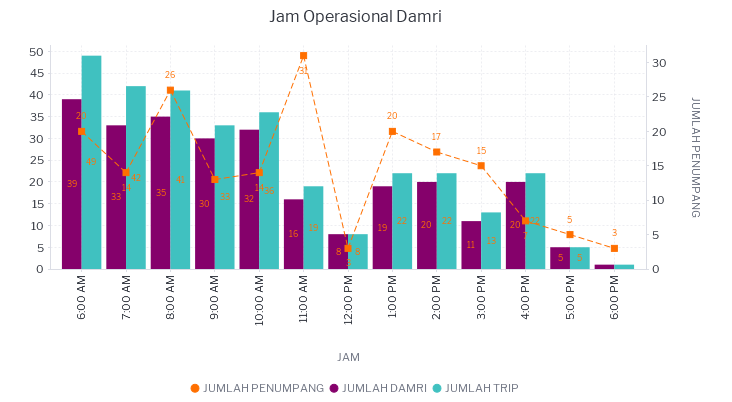 Jam Operasional Damri
50
45
40
35
30
25
20
15
10
5
0
30
25
20
15
10
5
0
JUMLAH PENUMPANG
20
26
31
20
17
15
5
3
14
14
39
33
35
30
32
16
8
19
20
11
20
5
6:00 AM
7:00 AM
8:00 AM
9:00 AM
10:00 AM
11:00 AM
12:00 PM
1:00 PM
2:00 PM
3:00 PM
4:00 PM
5:00 PM
6:00 PM
JAM
JUMLAH PENUMPANG JUMLAH DAMRI JUMLAH TRIP